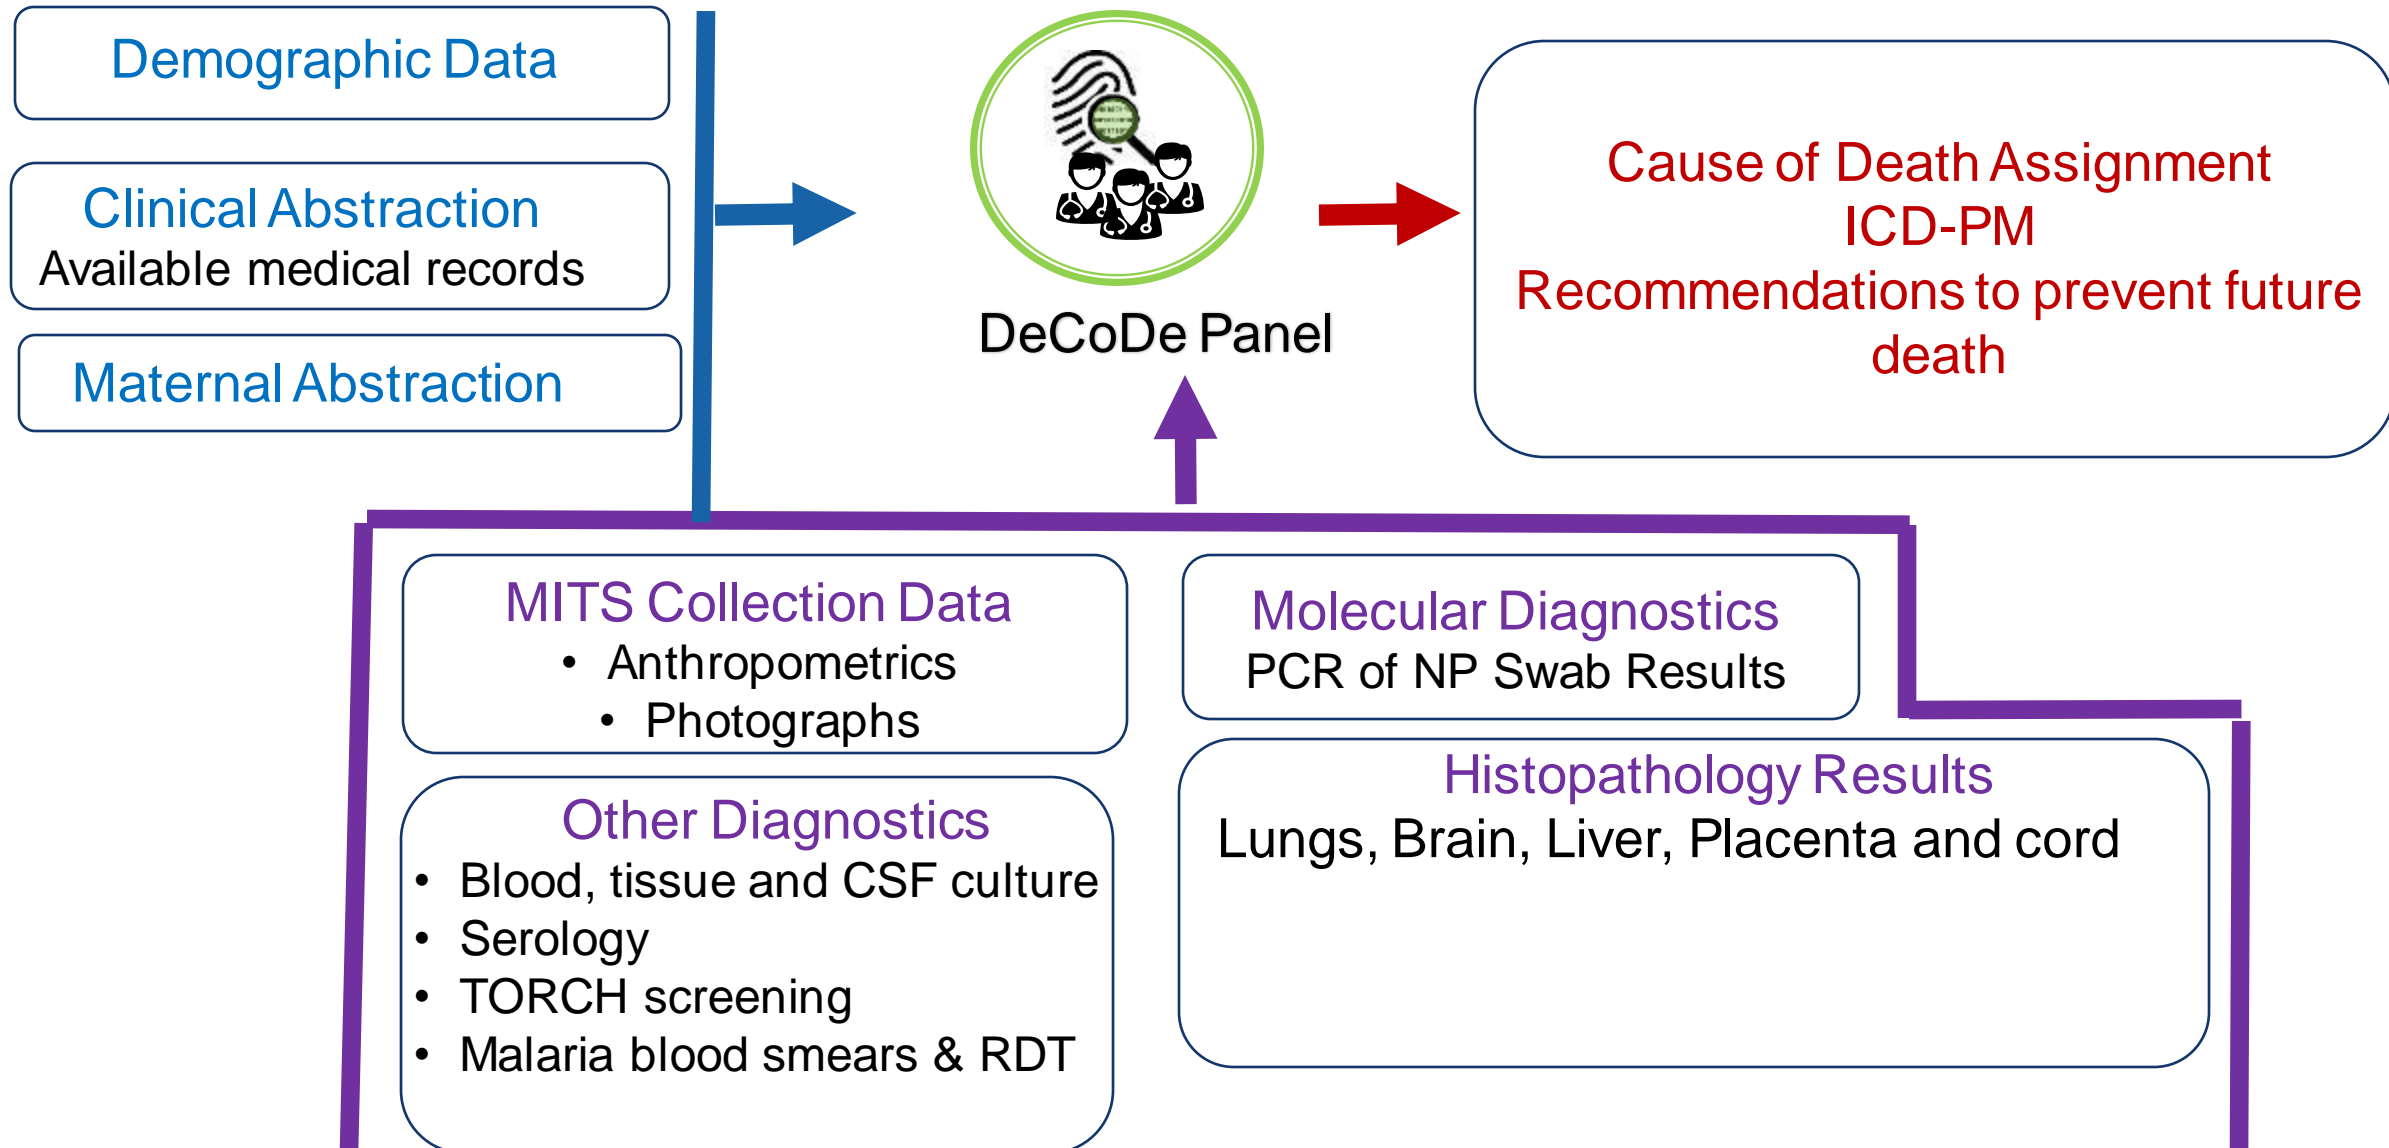 Demographic Data
Clinical Abstraction
Available medical records
Maternal Abstraction
DeCoDe Panel
Cause of Death Assignment
ICD-PM
Recommendations to prevent future
death
MITS Collection Data
• Anthropometrics
• Photographs
Molecular Diagnostics
PCR of NP Swab Results
Other Diagnostics
• Blood, tissue and CSF culture
• Serology
• TORCH screening
• Malaria blood smears & RDT
Histopathology Results
Lungs, Brain, Liver, Placenta and cord